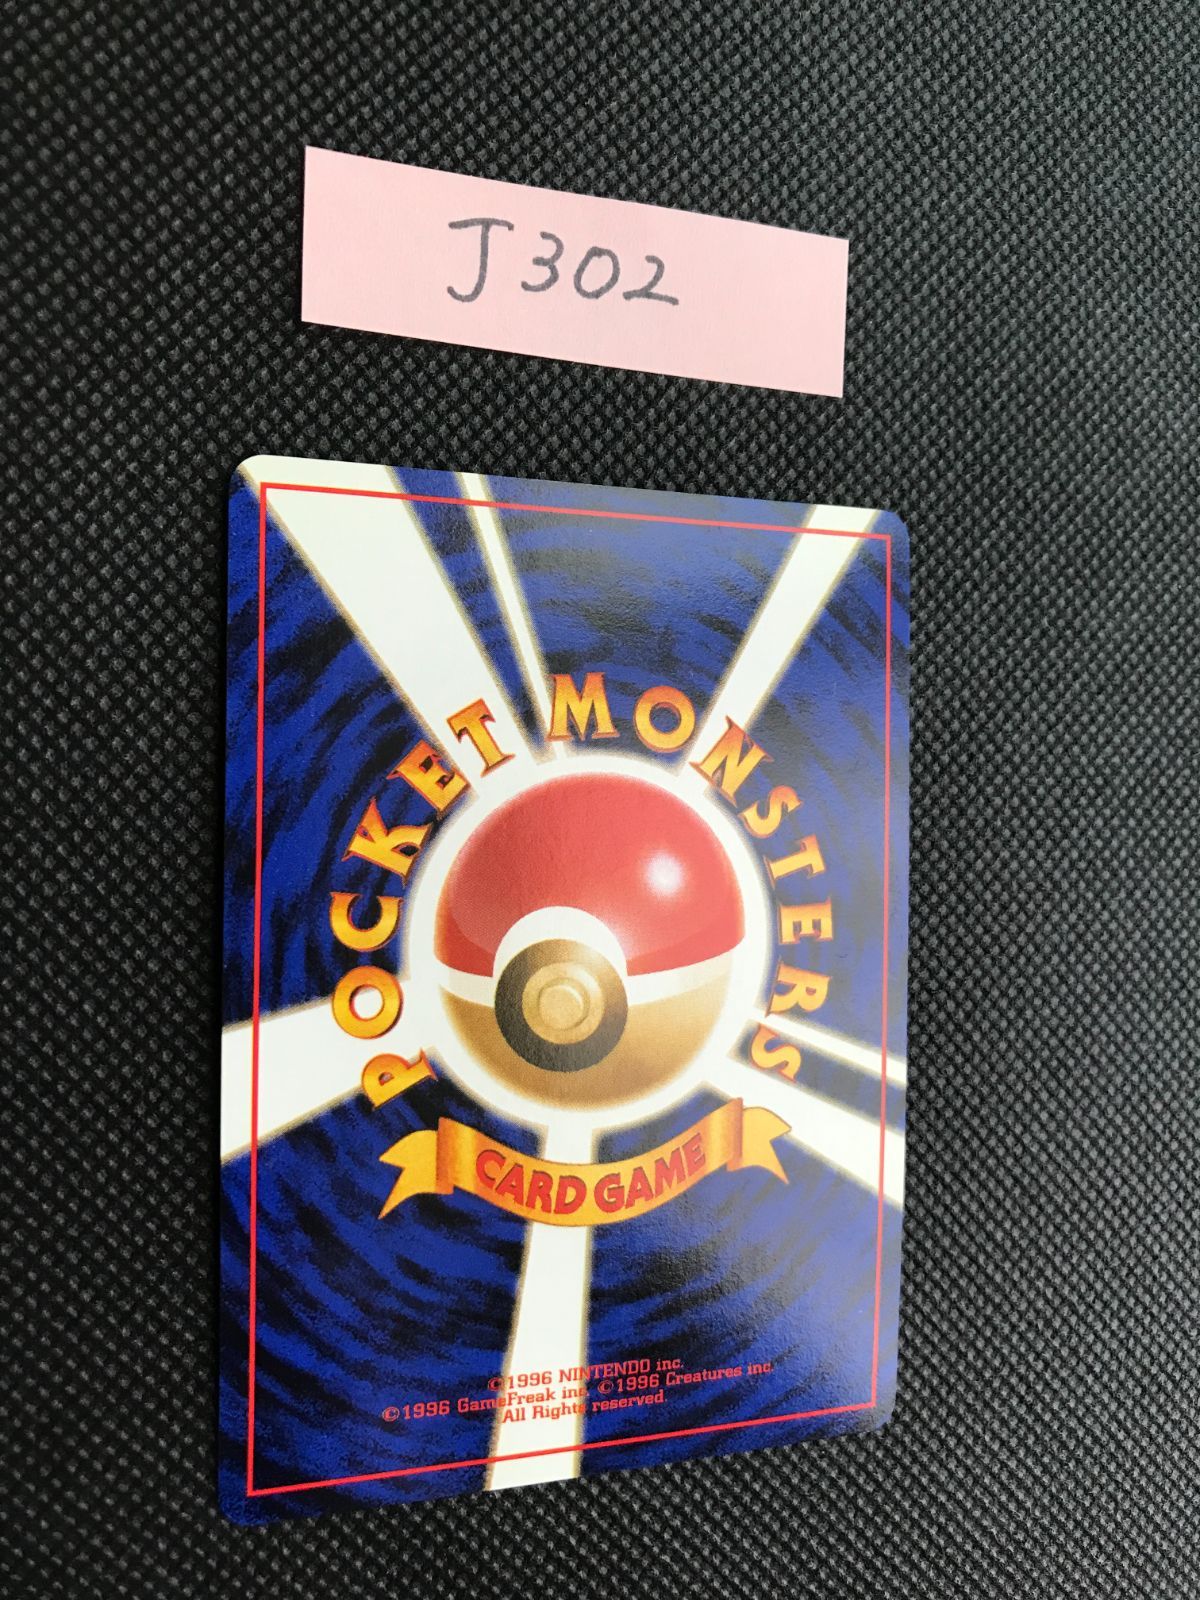 J302
POCKET MONSTERS
CARD GAME
©1996 NINTENDO inc.
©1996 GameFreak inc. ©1996 Creatures inc.
All Rights reserved.